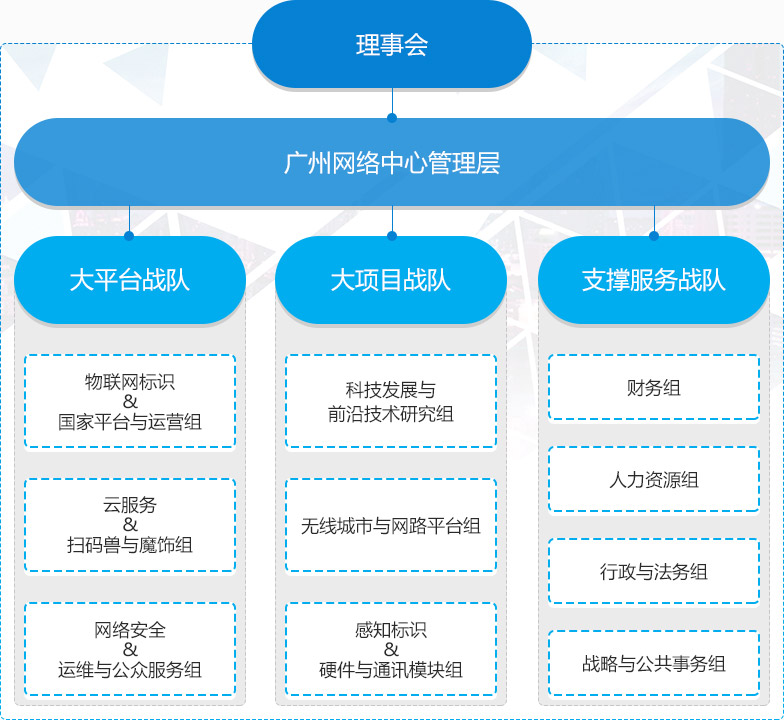 理事会
广州网络中心管理层
大平台战队
物联网标识
&
国家平台与运营组
云服务
&
扫码兽与魔饰组
网络安全
&
运维与公众服务组
大项目战队
科技发展与
前沿技术研究组
无线城市与网路平台组
感知标识
&
硬件与通讯模块组
支撑服务战队
财务组
人力资源组
行政与法务组
战略与公共事务组